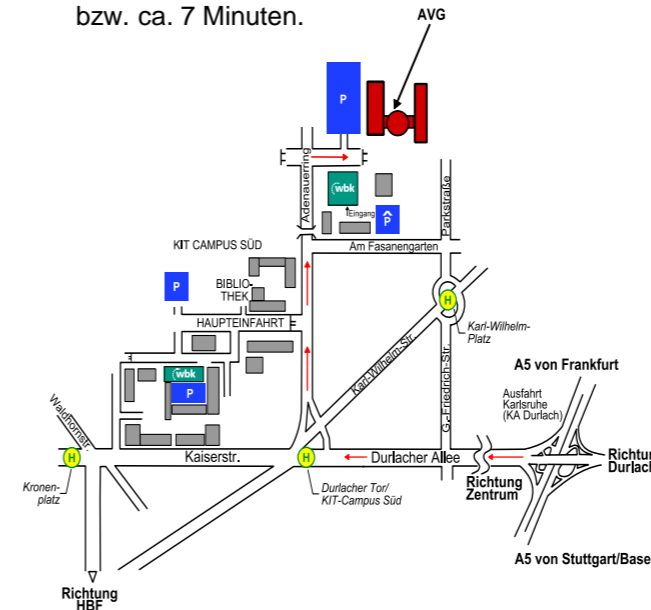 bzw. ca. 7 Minuten.
AVG
P
Adenauerring
wbk
Eingang
P
Parkstraße
KIT CAMPUS SÜD
Am Fasanengarten
P
BIBLIO-
THEK
H
HAUPTEINFAHRT
Karl-Wilhelm-
Platz
Karl-Wilhelm-Str.
G.-Friedrich-Str.
A5 von Frankfurt
wbk
P
Ausfahrt
Karlsruhe
(KA Durlach)
Waldhornstr.
H
Kaiserstr.
H
Durlacher Allee
Richtu
Durlach
Kronen-
platz
Durlacher Tor/
KIT-Campus Süd
Richtung
Zentrum
A5 von Stuttgart/Base
Richtung
HBF